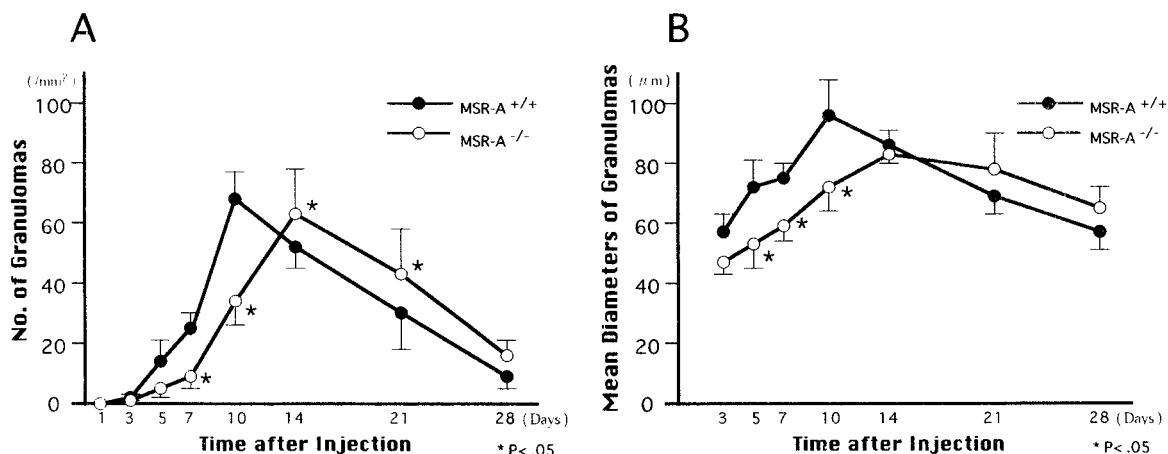 A
No. of Granulomas
(/mm²)
100
80
60
40
20
0
MSR-A +/+
MSR-A -/-
*
*
*
*
1 3 5 7 10 14 21 28 (Days)
Time after Injection
* P< .05
B
Mean Diameters of Granulomas
(μm)
100
80
60
40
20
0
MSR-A +/+
MSR-A -/-
*
*
*
3 5 7 10 14 21 28 (Days)
Time after Injection
* P< .05